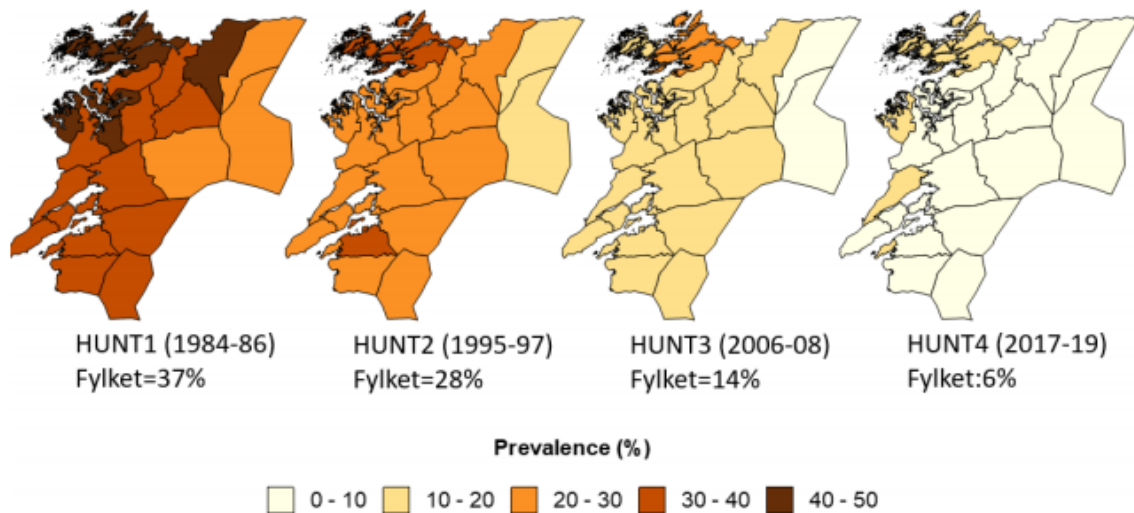 HUNT1 (1984-86)
Fylket=37%
HUNT2 (1995-97)
Fylket=28%
HUNT3 (2006-08)
Fylket=14%
HUNT4 (2017-19)
Fylket:6%
Prevalence (%)
0 - 10
10 - 20
20 - 30
30 - 40
40 - 50